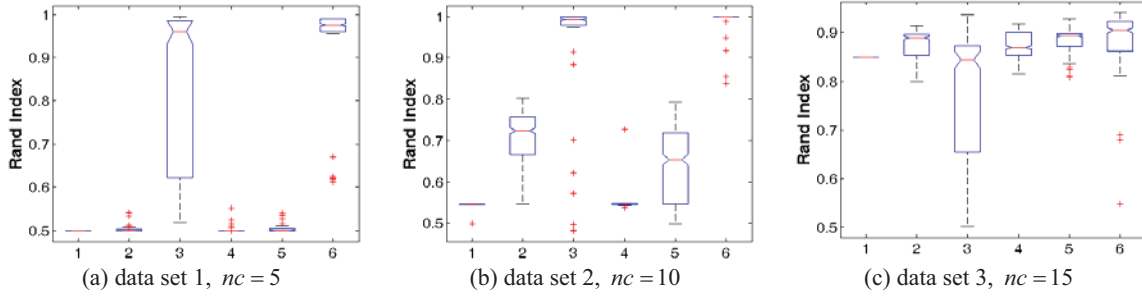 Rand Index
1
0.9
0.8
0.7
0.6
0.5
1 2 3 4 5 6
(a) data set 1, nc = 5
Rand Index
1
0.9
0.8
0.7
0.6
0.5
1 2 3 4 5 6
(b) data set 2, nc = 10
Rand Index
0.9
0.8
0.7
0.6
0.5
1 2 3 4 5 6
(c) data set 3, nc = 15